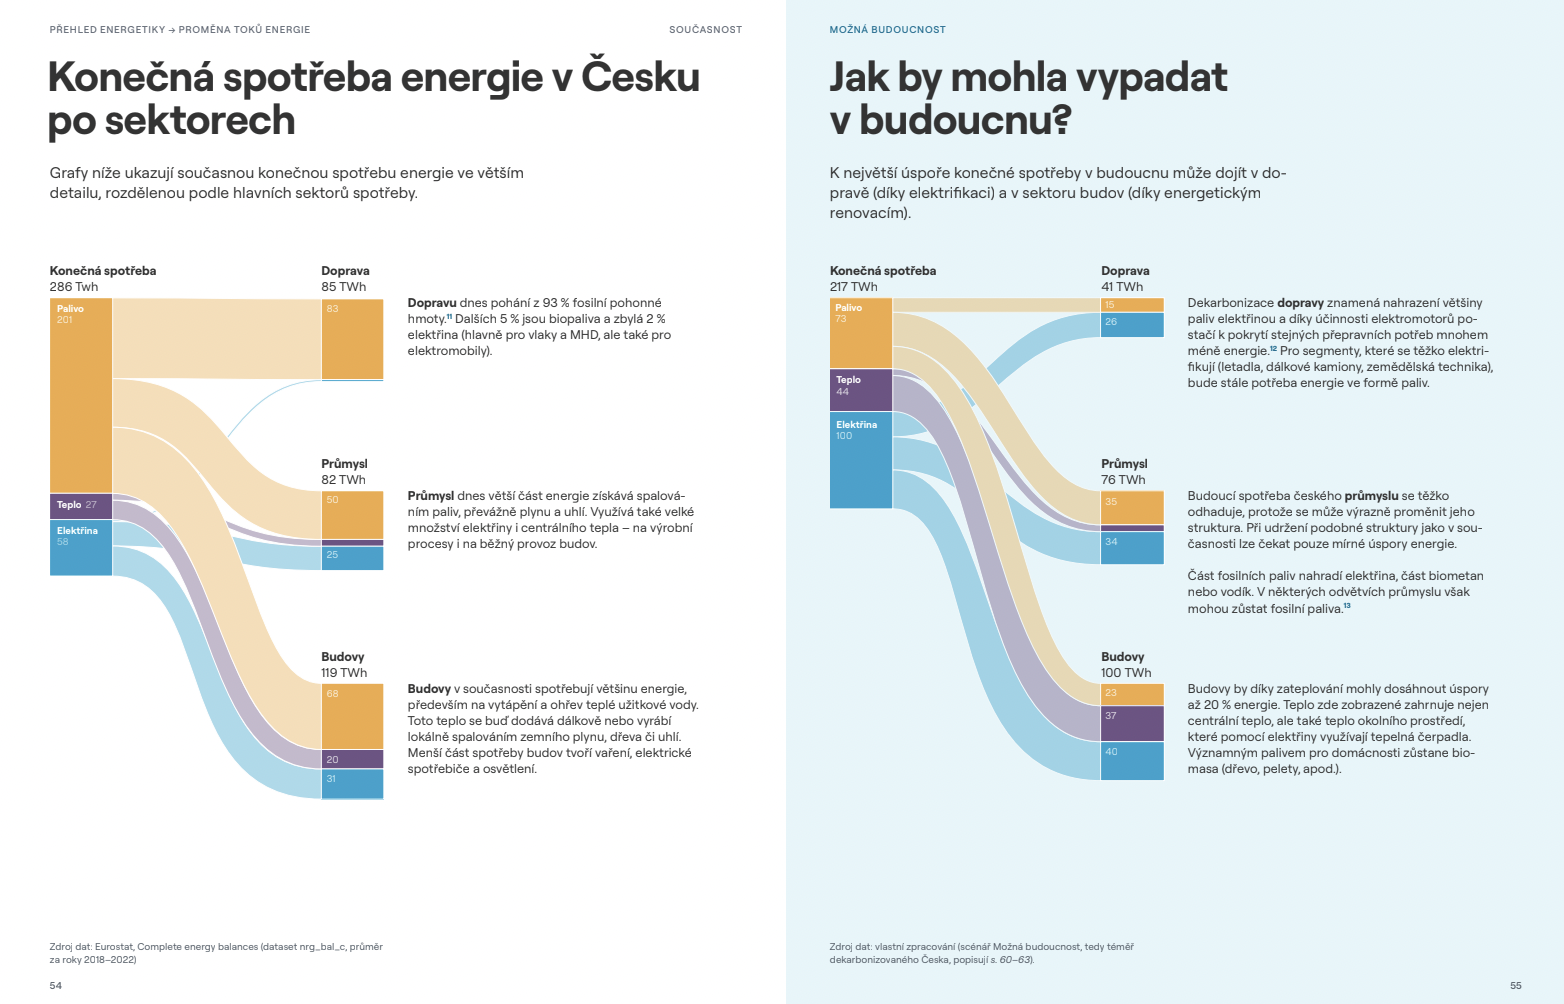 PŘEHLED ENERGETIKY → PROMĚNA TOKŮ ENERGIE
SOUČASNOST
Konečná spotřeba energie v Česku
po sektorech
Grafy níže ukazují současnou konečnou spotřebu energie ve větším
detailu, rozdělenou podle hlavních sektorů spotřeby.
Konečná spotřeba
286 Twh
Palivo
201
Teplo 27
Elektřina
58
Doprava
85 TWh
83
Dopravu dnes pohání z 93 % fosilní pohonné
hmoty.¹¹ Dalších 5 % jsou biopaliva a zbylá 2 %
elektřina (hlavně pro vlaky a MHD, ale také pro
elektromobily).
Průmysl
82 TWh
50
25
Průmysl dnes větší část energie získává spalová-
ním paliv, převážně plynu a uhlí. Využívá také velké
množství elektřiny i centrálního tepla – na výrobní
procesy i na běžný provoz budov.
Budovy
119 TWh
68
20
31
Budovy v současnosti spotřebují většinu energie,
především na vytápění a ohřev teplé užitkové vody.
Toto teplo se buď dodává dálkově nebo vyrábí
lokálně spalováním zemního plynu, dřeva či uhlí.
Menší část spotřeby budov tvoří vaření, elektrické
spotřebiče a osvětlení.
Zdroj dat: Eurostat, Complete energy balances (dataset nrg_bal_c, průměr
za roky 2018–2022)
54
MOŽNÁ BUDOUCNOST
Jak by mohla vypadat
v budoucnu?
K největší úspoře konečné spotřeby v budoucnu může dojít v do-
pravě (díky elektrifikaci) a v sektoru budov (díky energetickým
renovacím).
Konečná spotřeba
217 TWh
Palivo
73
Teplo
44
Elektřina
100
Doprava
41 TWh
15
26
Dekarbonizace dopravy znamená nahrazení většiny
paliv elektřinou a díky účinnosti elektromotorů po-
stačí k pokrytí stejných přepravních potřeb mnohem
méně energie.¹² Pro segmenty, které se těžko elektri-
fikují (letadla, dálkové kamiony, zemědělská technika),
bude stále potřeba energie ve formě paliv.
Průmysl
76 TWh
35
34
Budoucí spotřeba českého průmyslu se těžko
odhaduje, protože se může výrazně proměnit jeho
struktura. Při udržení podobné struktury jako v sou-
časnosti lze čekat pouze mírné úspory energie.
Část fosilních paliv nahradí elektřina, část biometan
nebo vodík. V některých odvětvích průmyslu však
mohou zůstat fosilní paliva.¹³
Budovy
100 TWh
23
37
40
Budovy by díky zateplování mohly dosáhnout úspory
až 20 % energie. Teplo zde zobrazené zahrnuje nejen
centrální teplo, ale také teplo okolního prostředí,
které pomocí elektřiny využívají tepelná čerpadla.
Významným palivem pro domácnosti zůstane bio-
masa (dřevo, pelety, apod.).
Zdroj dat: vlastní zpracování (scénář Možná budoucnost, tedy téměř
dekarbonizovaného Česka, popisují s. 60–63).
55